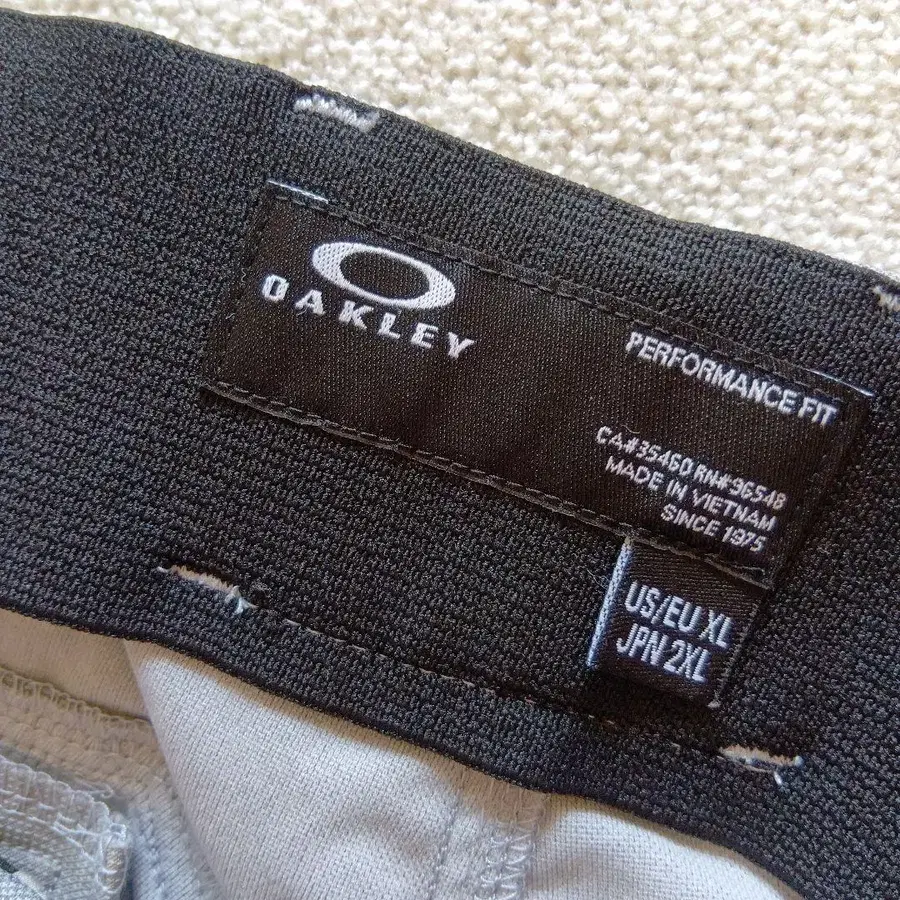 OAKLEY
PERFORMANCE FIT
CA#35460 RN#96548
MADE IN VIETNAM
SINCE 1975
US/EU XL
JPN 2XL